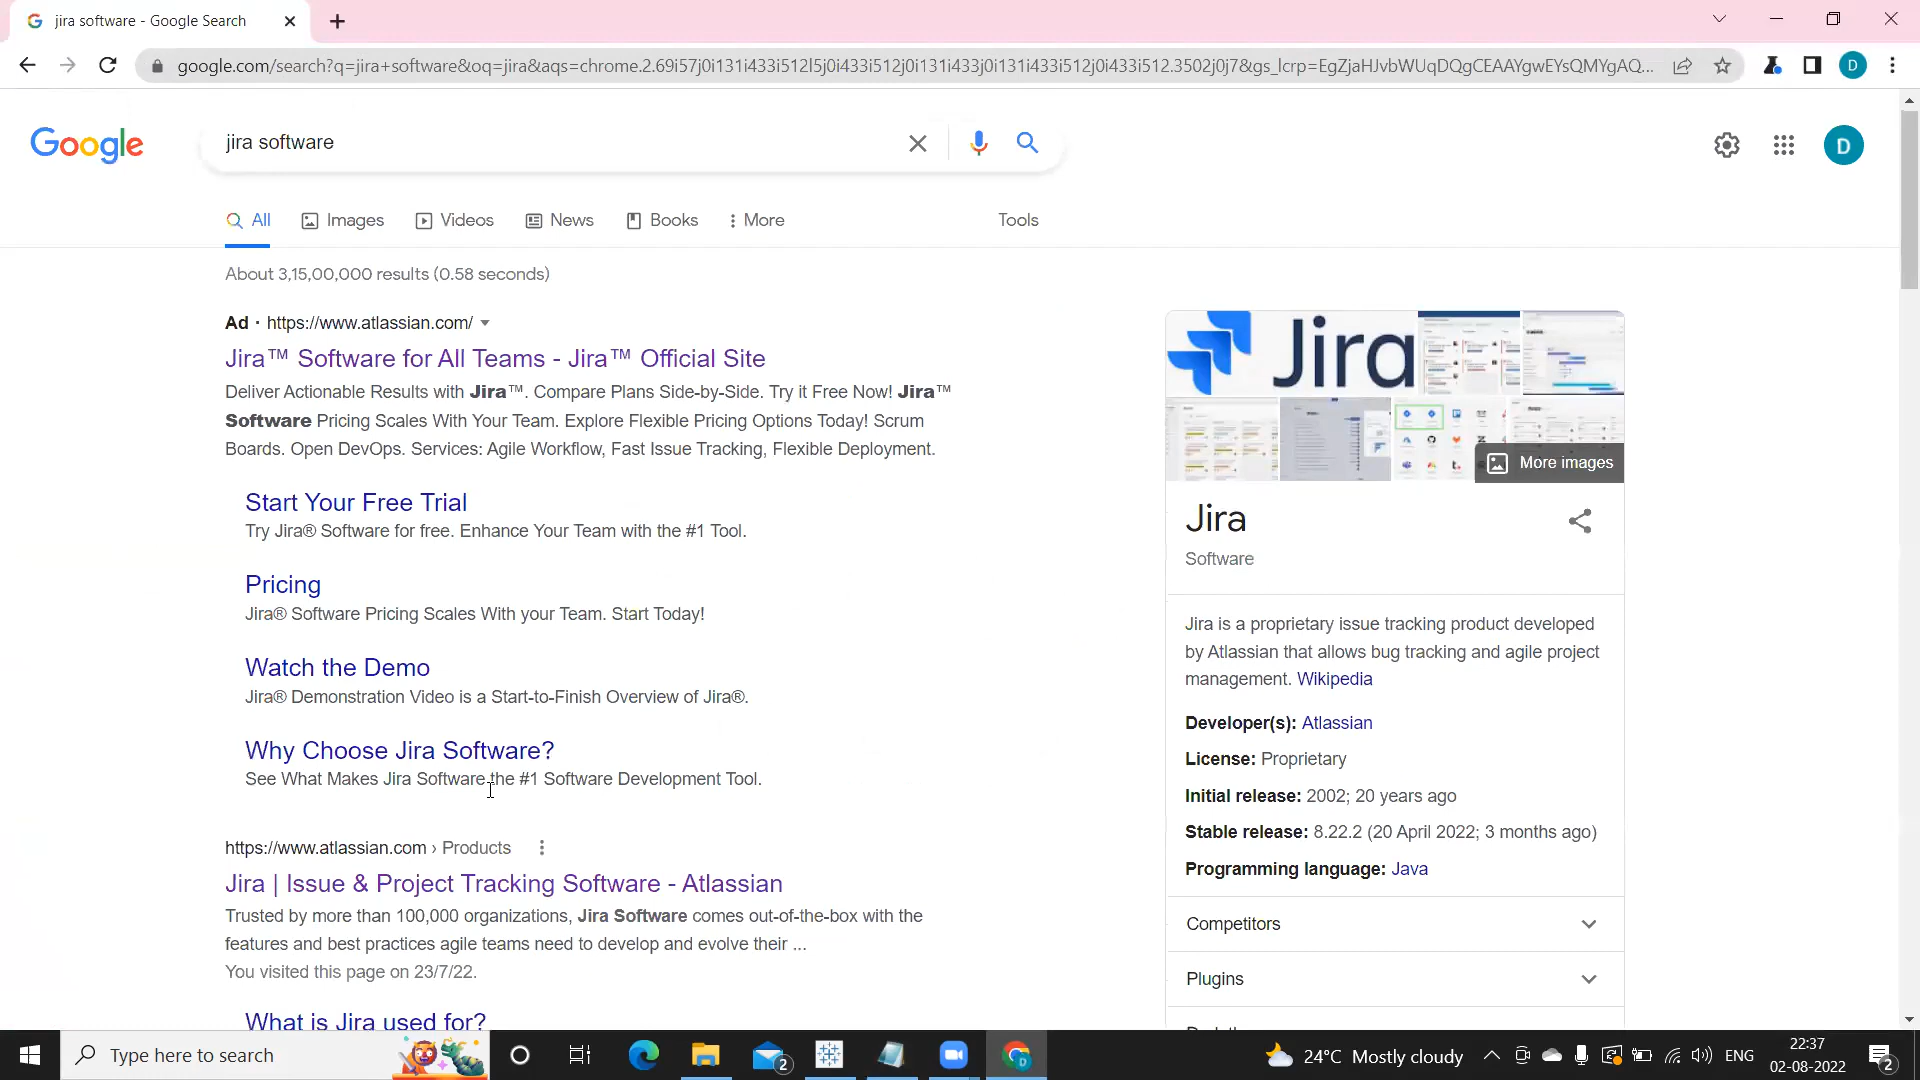 jira software - Google Search
google.com/search?q=jira+software&oq=jira&aqs=chrome.2.69i57j0i131i433i512l5j0i433i512j0i131i433j0i131i433i512j0i433i512.3502j0j7&gs_lcrp=EgZjaHJvbWUqDQgCEAAYgwEYsQMYgAQ...
D
Google
jira software
D
All
Images
Videos
News
Books
More
Tools
About 3,15,00,000 results (0.58 seconds)
Ad · https://www.atlassian.com/
Jira™ Software for All Teams - Jira™ Official Site
Deliver Actionable Results with Jira™. Compare Plans Side-by-Side. Try it Free Now! Jira™
Software Pricing Scales With Your Team. Explore Flexible Pricing Options Today! Scrum
Boards. Open DevOps. Services: Agile Workflow, Fast Issue Tracking, Flexible Deployment.
Start Your Free Trial
Try Jira® Software for free. Enhance Your Team with the #1 Tool.
Pricing
Jira® Software Pricing Scales With your Team. Start Today!
Watch the Demo
Jira® Demonstration Video is a Start-to-Finish Overview of Jira®.
Why Choose Jira Software?
See What Makes Jira Software the #1 Software Development Tool.
https://www.atlassian.com › Products
Jira | Issue & Project Tracking Software - Atlassian
Trusted by more than 100,000 organizations, Jira Software comes out-of-the-box with the
features and best practices agile teams need to develop and evolve their ...
You visited this page on 23/7/22.
What is Jira used for?
Jira
More images
Jira
Software
Jira is a proprietary issue tracking product developed
by Atlassian that allows bug tracking and agile project
management. Wikipedia
Developer(s): Atlassian
License: Proprietary
Initial release: 2002; 20 years ago
Stable release: 8.22.2 (20 April 2022; 3 months ago)
Programming language: Java
Competitors
Plugins
Type here to search
2
D
24°C Mostly cloudy
ENG
22:37
02-08-2022
2